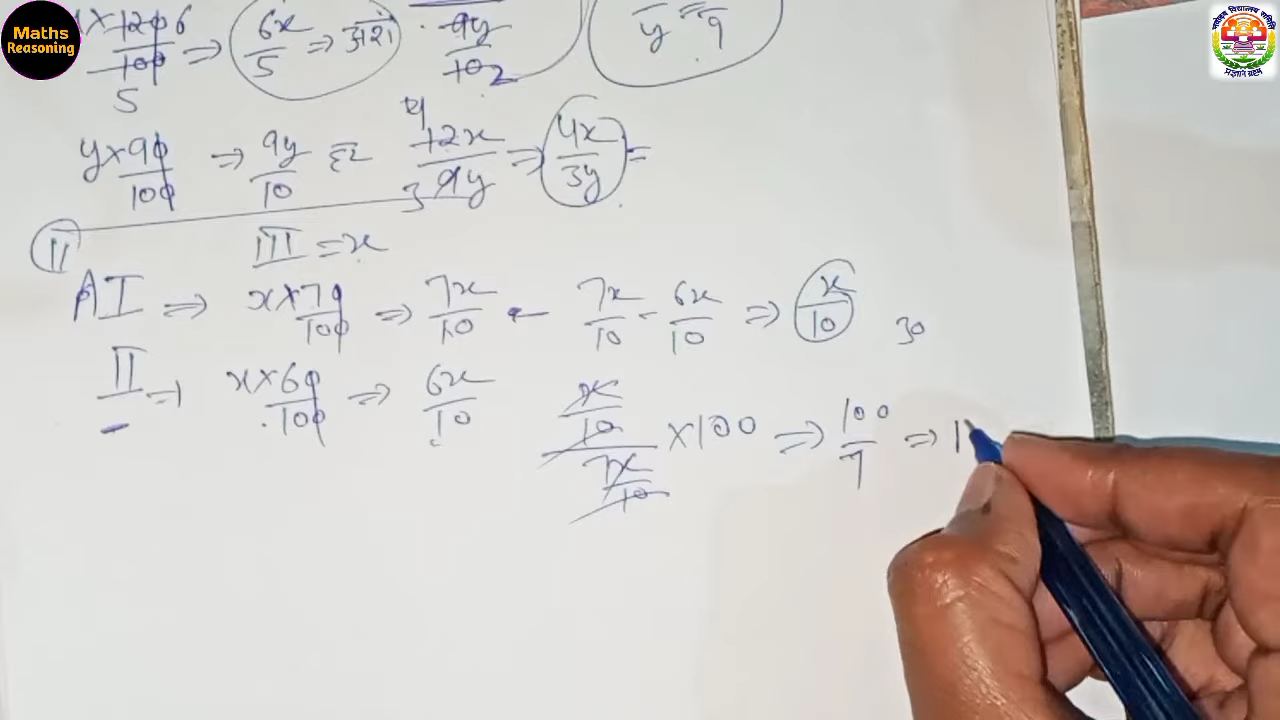 Maths
Reasoning
x 120 6 / 100 5 ⇒ 6x/5 ⇒ अंश 9y/10 2 y = 9
y×90/100 ⇒ 9y/10 हर 4 12x / 3 9y ⇒ 4x/3y =
II III = x
A I ⇒ x×70/100 ⇒ 7x/10 - 7x/10 - 6x/10 ⇒ x/10 30
II ⇒ x×60/100 ⇒ 6x/10
x/10 / 7x/10 ×100 ⇒ 100/7 ⇒ 1